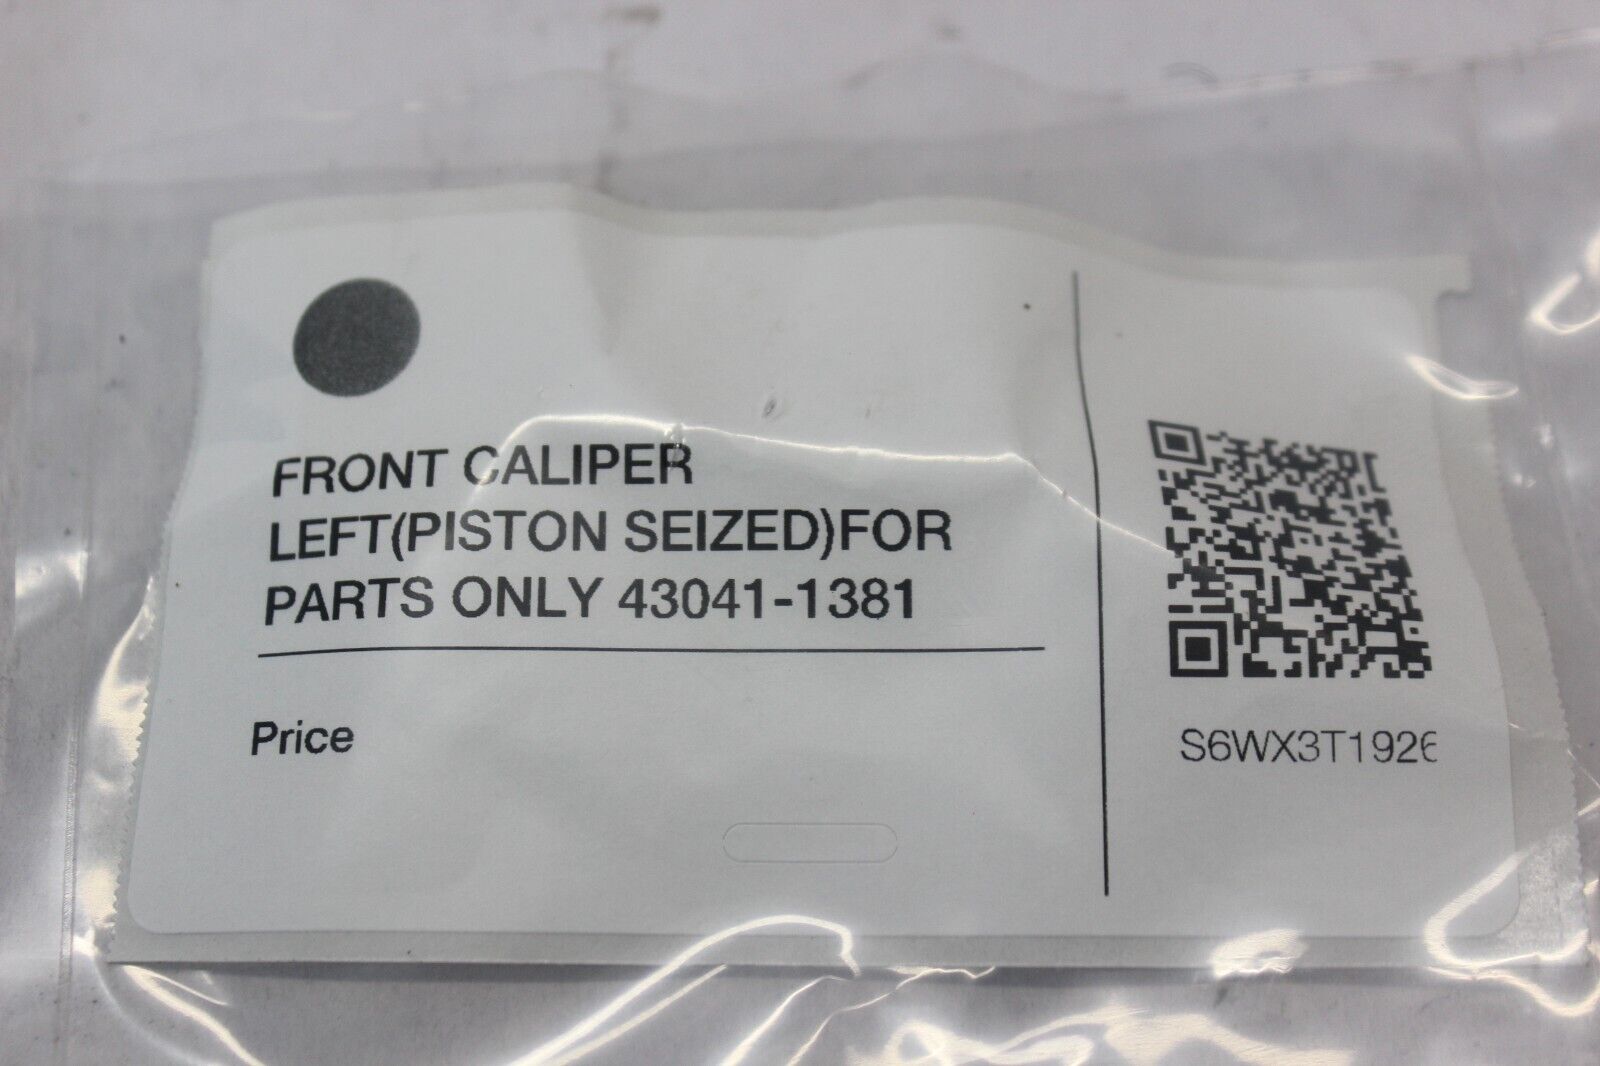 FRONT CALIPER
LEFT(PISTON SEIZED)FOR
PARTS ONLY 43041-1381
Price
S6WX3T1926